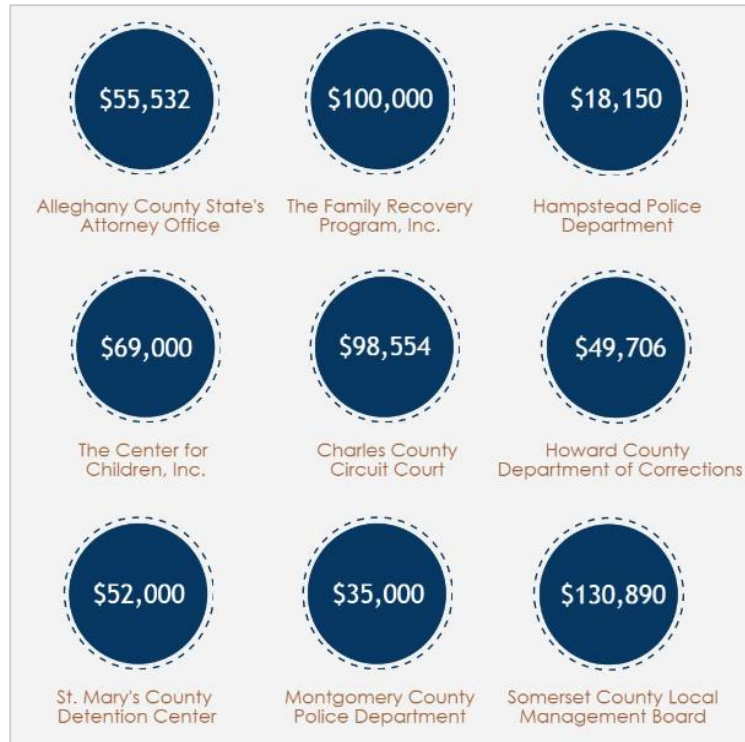 $55,532
$100,000
$18,150
Alleghany County State's
Attorney Office
The Family Recovery
Program, Inc.
Hampstead Police
Department
$69,000
$98,554
$49,706
The Center for
Children, Inc.
Charles County
Circuit Court
Howard County
Department of Corrections
$52,000
$35,000
$130,890
St. Mary's County
Detention Center
Montgomery County
Police Department
Somerset County Local
Management Board